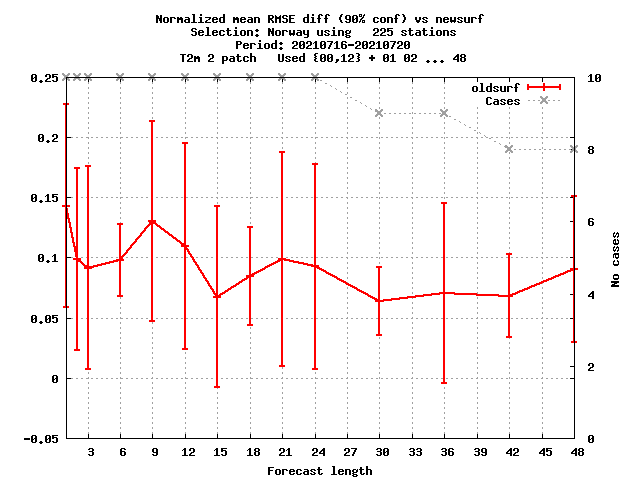 Normalized mean RMSE diff (90% conf) vs newsurf
Selection: Norway using   225 stations
Period: 20210716-20210720
T2m 2 patch   Used {00,12} + 01 02 ... 48
oldsurf
Cases
0.25
0.2
0.15
0.1
0.05
0
-0.05
10
8
6
4
2
0
No cases
3 6 9 12 15 18 21 24 27 30 33 36 39 42 45 48
Forecast length